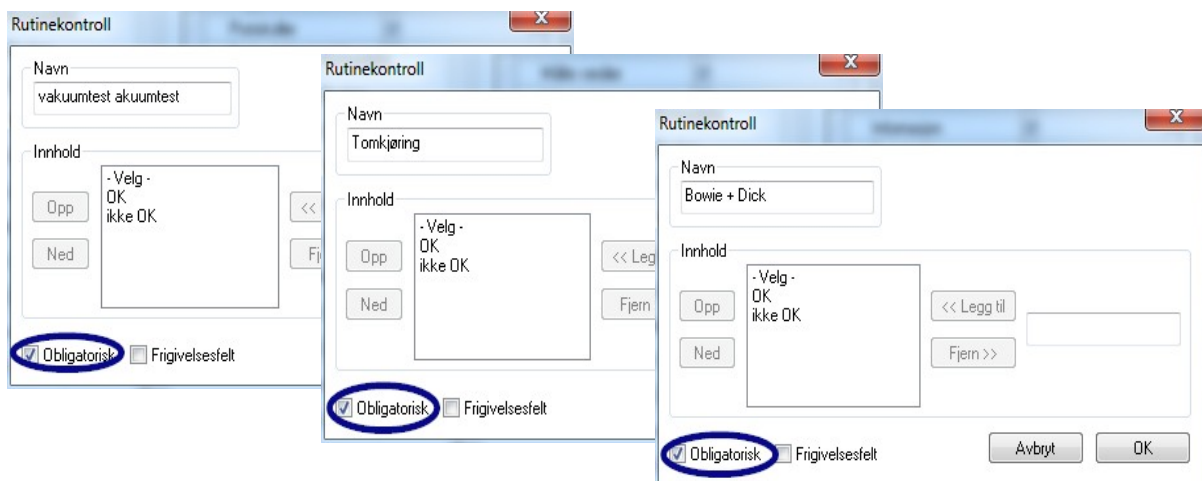 Rutinekontroll
X
Navn
vakuumtest akuumtest
Innhold
- Velg -
OK
ikke OK
Opp
Ned
<<
Obligatorisk
Frigivelsesfelt
Rutinekontroll
X
Navn
Tomkjøring
Innhold
- Velg -
OK
ikke OK
Opp
Ned
<< Leg
Fjern
Obligatorisk
Frigivelsesfelt
Rutinekontroll
X
Navn
Bowie + Dick
Innhold
- Velg -
OK
ikke OK
Opp
Ned
<< Legg til
Fjern >>
Obligatorisk
Frigivelsesfelt
Avbryt
OK